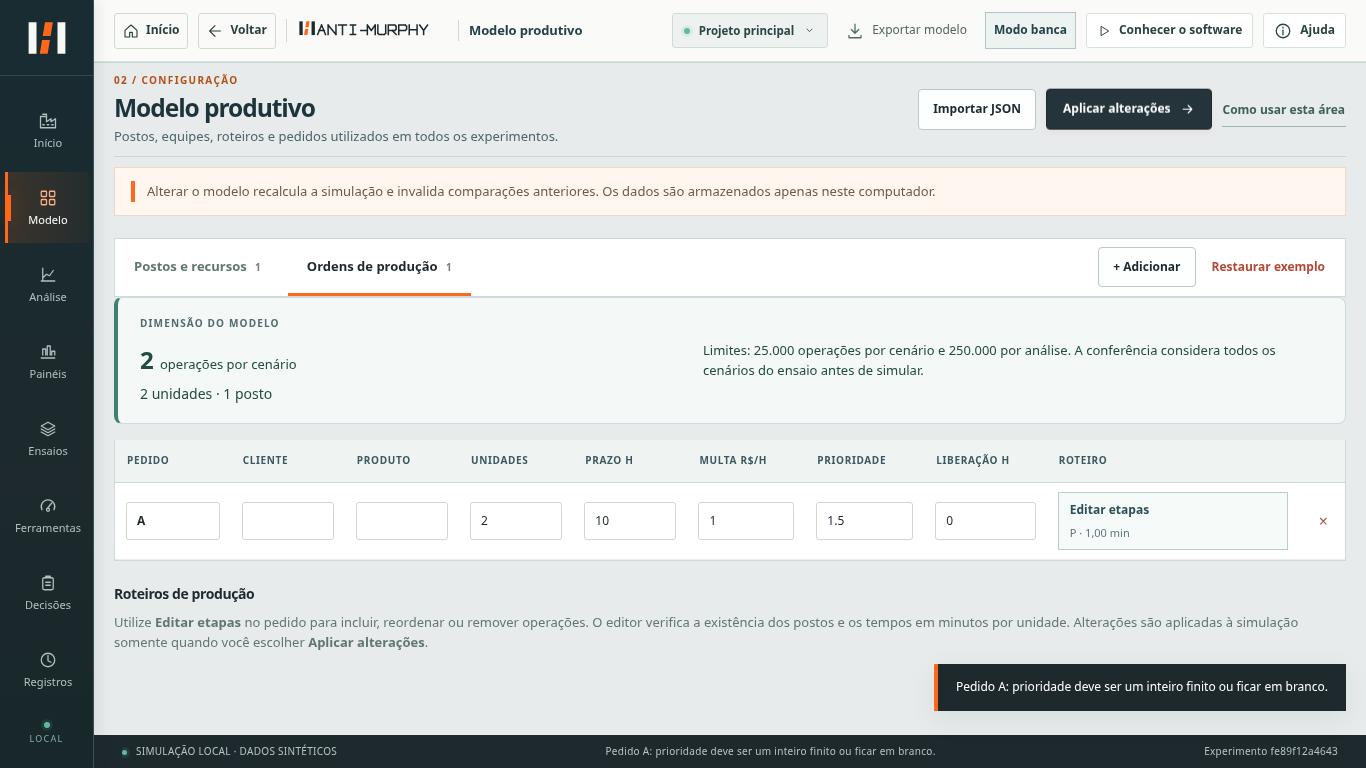 Início
Voltar
ANTI-MURPHY
Modelo produtivo
Projeto principal
Exportar modelo
Modo banca
Conhecer o software
Ajuda
Início
Modelo
Análise
Painéis
Ensaios
Ferramentas
Decisões
Registros
LOCAL
02 / CONFIGURAÇÃO
Modelo produtivo
Postos, equipes, roteiros e pedidos utilizados em todos os experimentos.
Importar JSON
Aplicar alterações →
Como usar esta área
Alterar o modelo recalcula a simulação e invalida comparações anteriores. Os dados são armazenados apenas neste computador.
Postos e recursos 1
Ordens de produção 1
+ Adicionar
Restaurar exemplo
DIMENSÃO DO MODELO
2 operações por cenário
2 unidades · 1 posto
Limites: 25.000 operações por cenário e 250.000 por análise. A conferência considera todos os
cenários do ensaio antes de simular.
PEDIDO CLIENTE PRODUTO UNIDADES PRAZO H MULTA R$/H PRIORIDADE LIBERAÇÃO H ROTEIRO
A 2 10 1 1.5 0
Editar etapas
P · 1,00 min
×
Roteiros de produção
Utilize Editar etapas no pedido para incluir, reordenar ou remover operações. O editor verifica a existência dos postos e os tempos em minutos por unidade. Alterações são aplicadas à simulação
somente quando você escolher Aplicar alterações.
Pedido A: prioridade deve ser um inteiro finito ou ficar em branco.
SIMULAÇÃO LOCAL · DADOS SINTÉTICOS
Pedido A: prioridade deve ser um inteiro finito ou ficar em branco.
Experimento fe89f12a4643